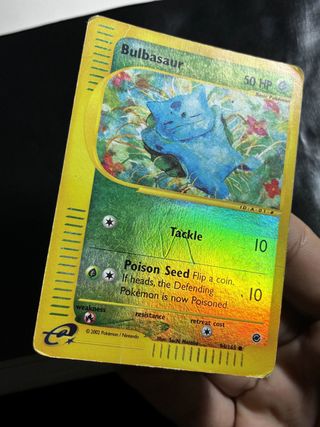 Bulbasaur
50 HP
Tackle
10
Poison Seed Flip a coin.
If heads, the Defending
Pokémon is now Poisoned.
10
weakness
resistance
retreat cost
e
© 2002 Pokémon / Nintendo